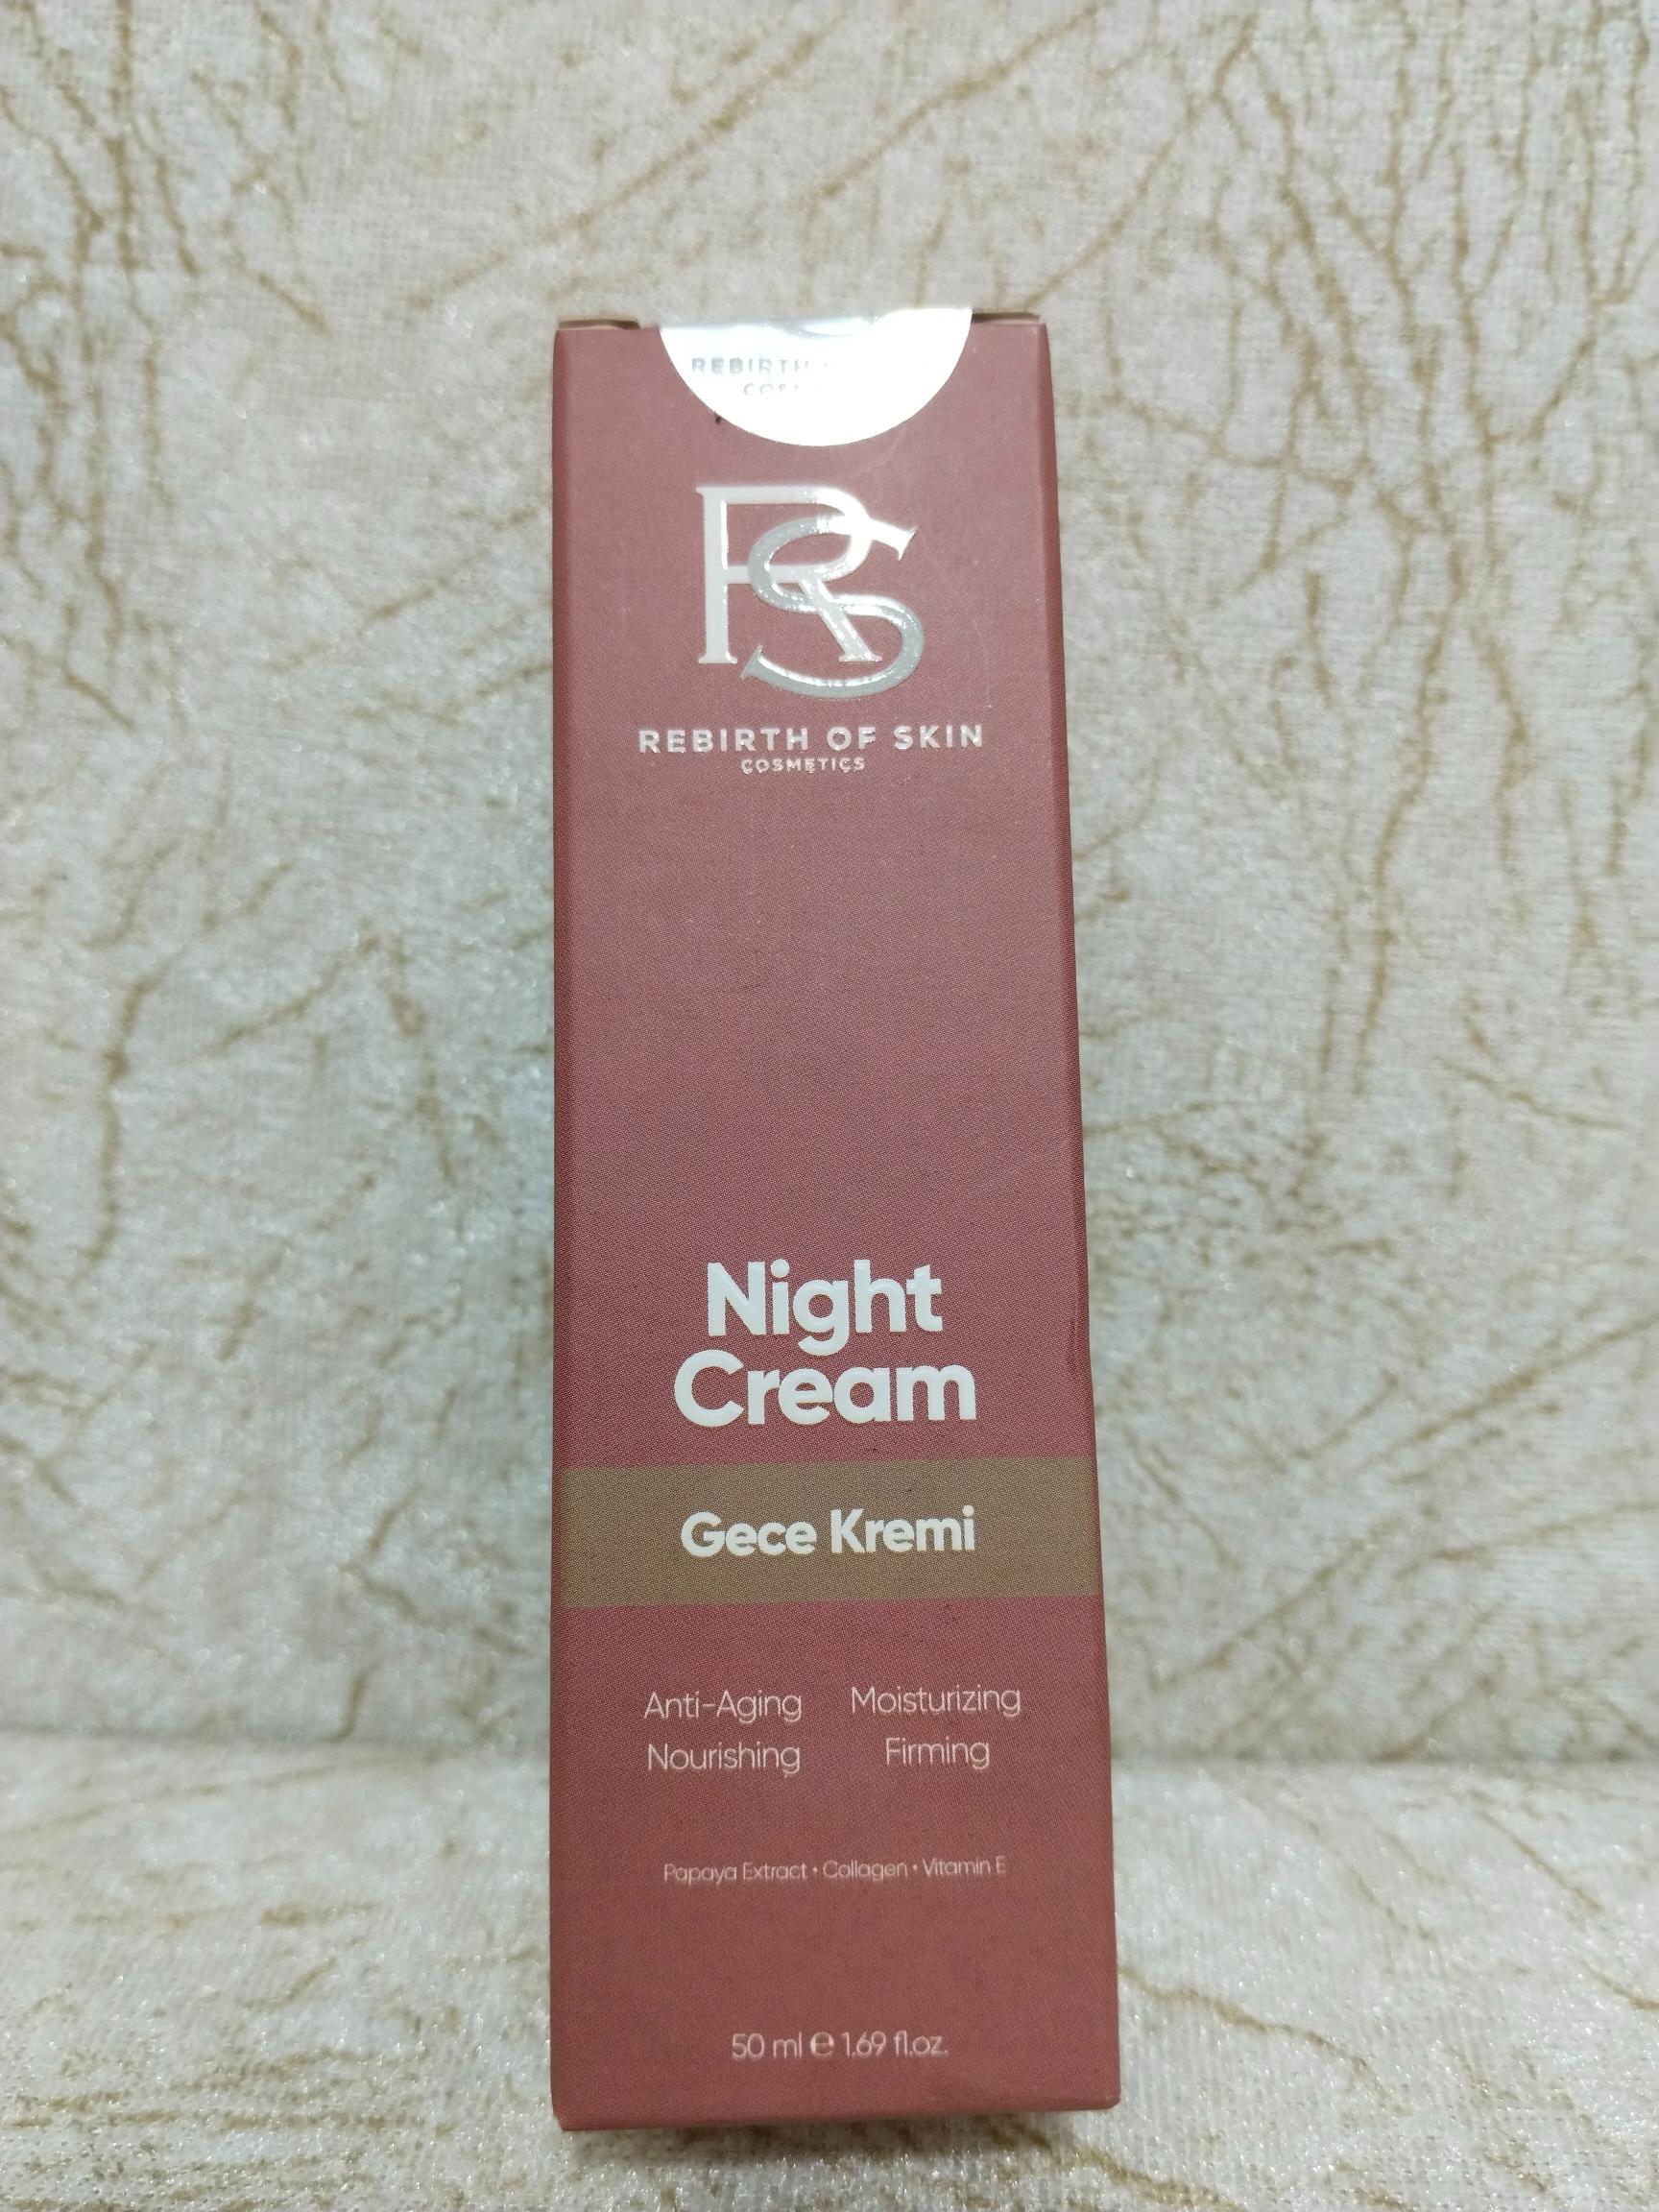 REBIRTH
RS
REBIRTH OF SKIN
COSMETICS
Night
Cream
Gece Kremi
Anti-Aging Moisturizing
Nourishing Firming
Papaya Extract • Collagen • Vitamin E
50 ml ℮ 1.69 fl.oz.